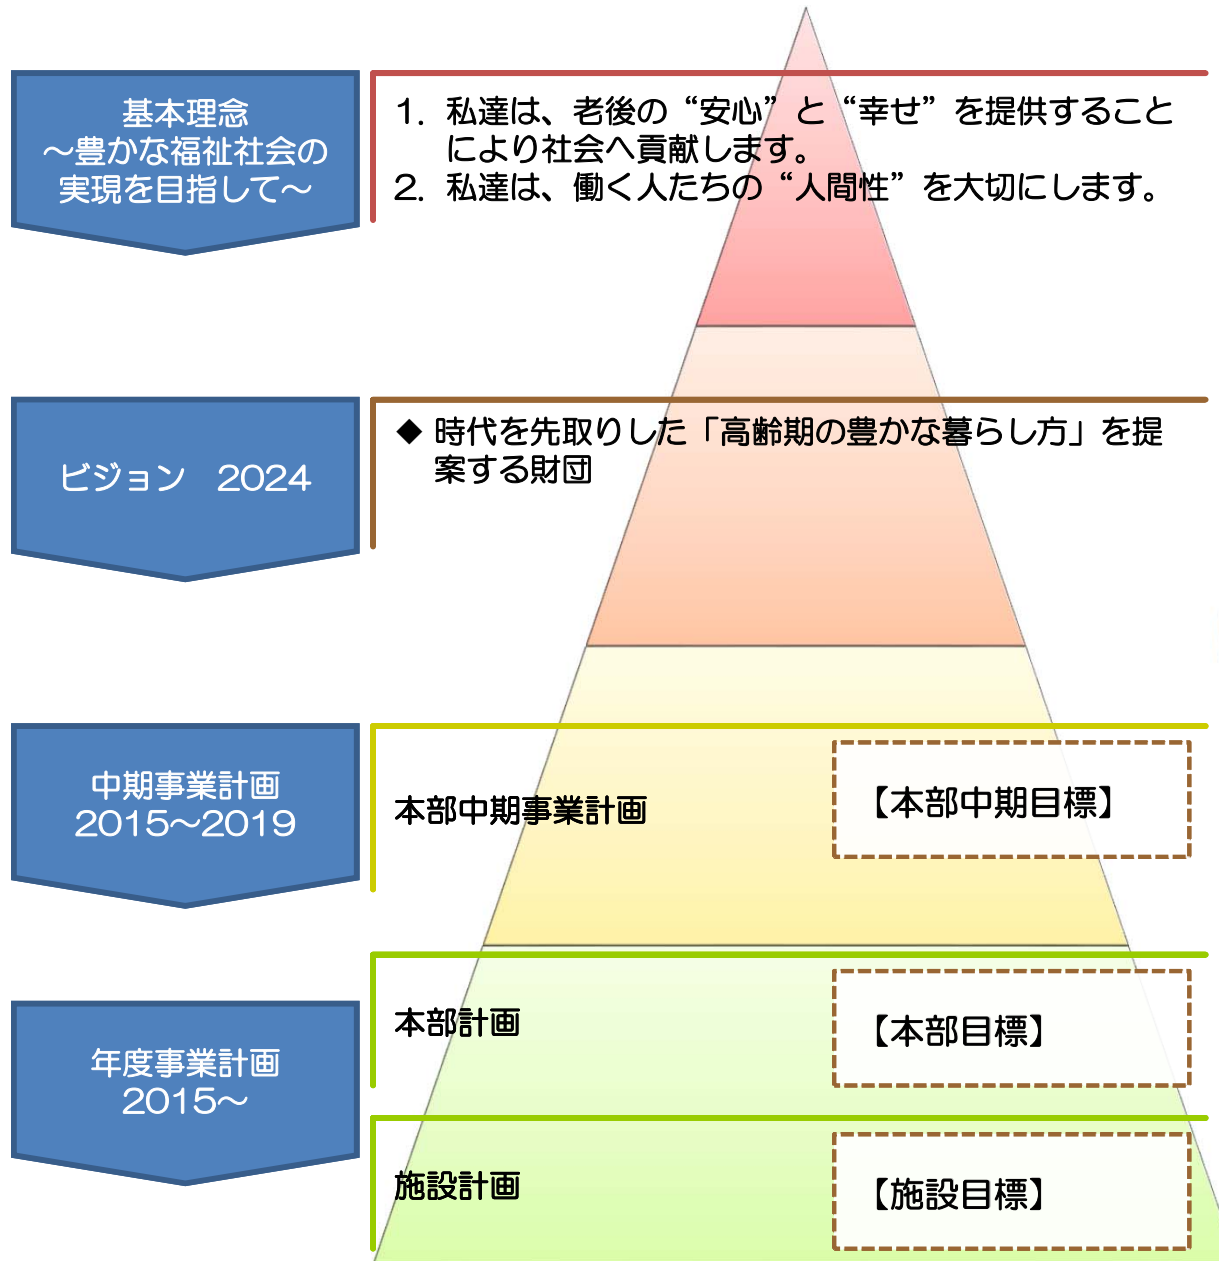 基本理念
～豊かな福祉社会の
実現を目指して～
1. 私達は、老後の“安心”と“幸せ”を提供すること
により社会へ貢献します。
2. 私達は、働く人たちの“人間性”を大切にします。
ビジョン　2024
◆ 時代を先取りした「高齢期の豊かな暮らし方」を提
案する財団
中期事業計画
2015～2019
本部中期事業計画
【本部中期目標】
年度事業計画
2015～
本部計画
【本部目標】
施設計画
【施設目標】